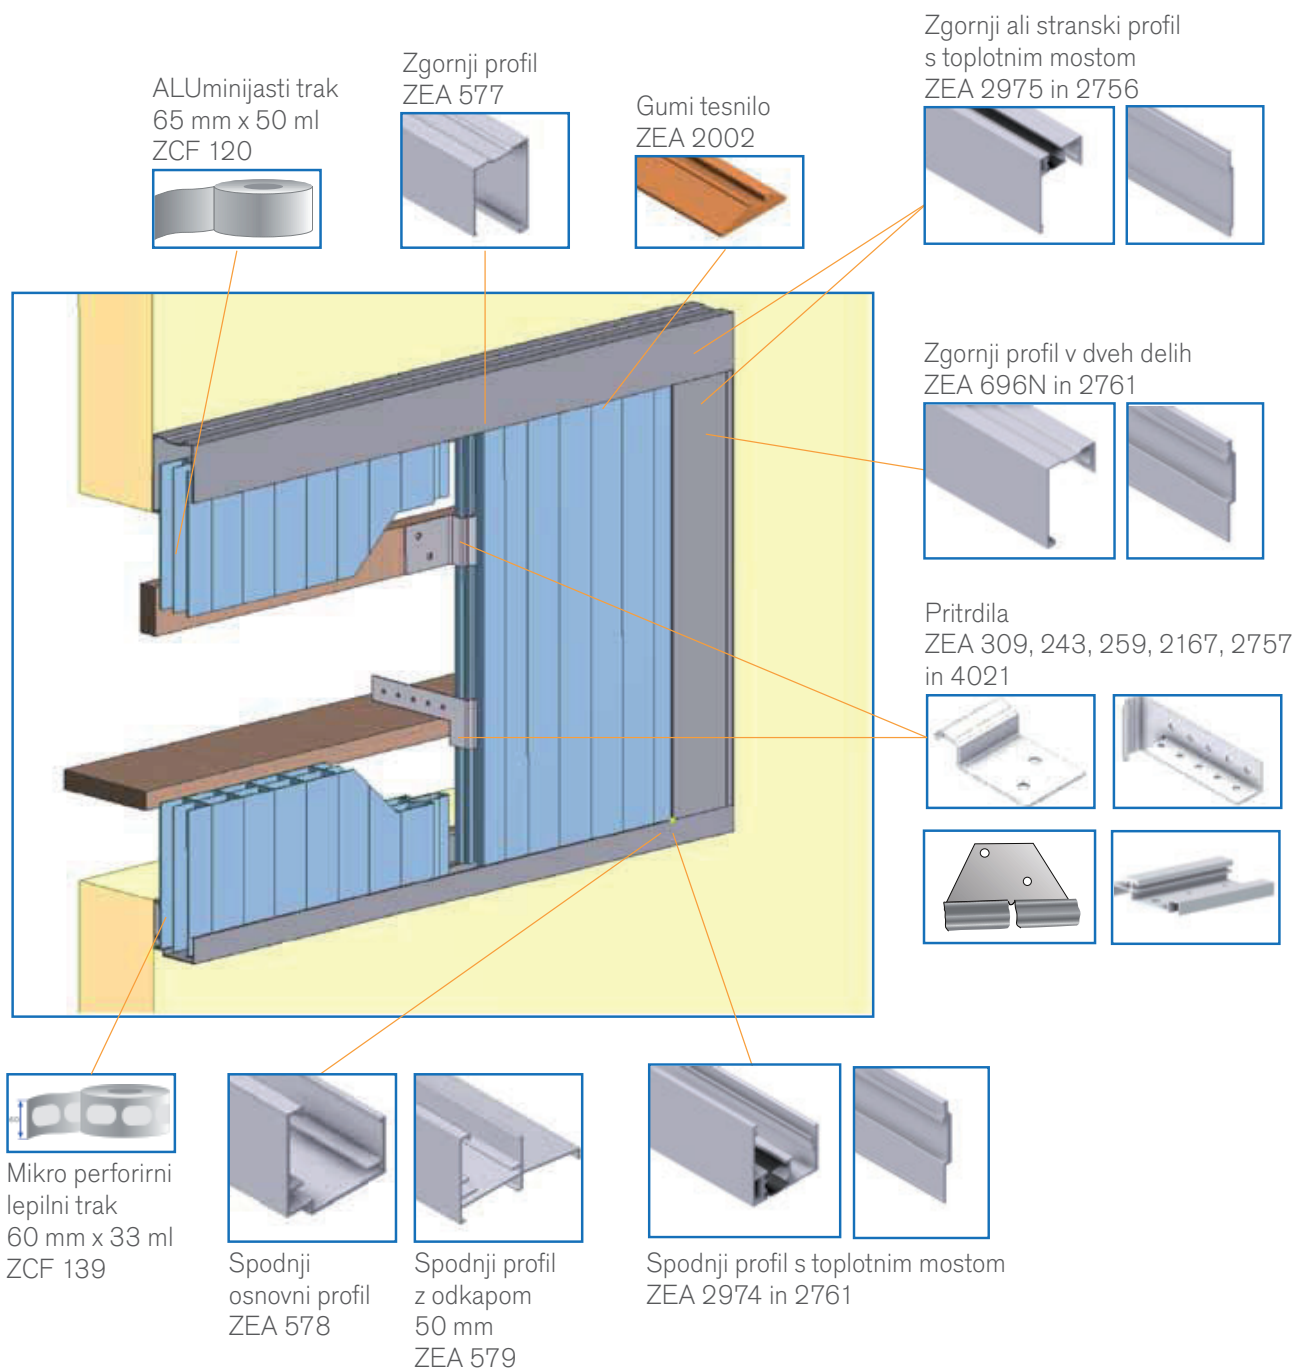 ALUminijasti trak
65 mm x 50 ml
ZCF 120
Zgornji profil
ZEA 577
Gumi tesnilo
ZEA 2002
Zgornji ali stranski profil
s toplotnim mostom
ZEA 2975 in 2756
Zgornji profil v dveh delih
ZEA 696N in 2761
Pritrdila
ZEA 309, 243, 259, 2167, 2757
in 4021
60
Mikro perforirni
lepilni trak
60 mm x 33 ml
ZCF 139
Spodnji
osnovni profil
ZEA 578
Spodnji profil
z odkapom
50 mm
ZEA 579
Spodnji profil s toplotnim mostom
ZEA 2974 in 2761